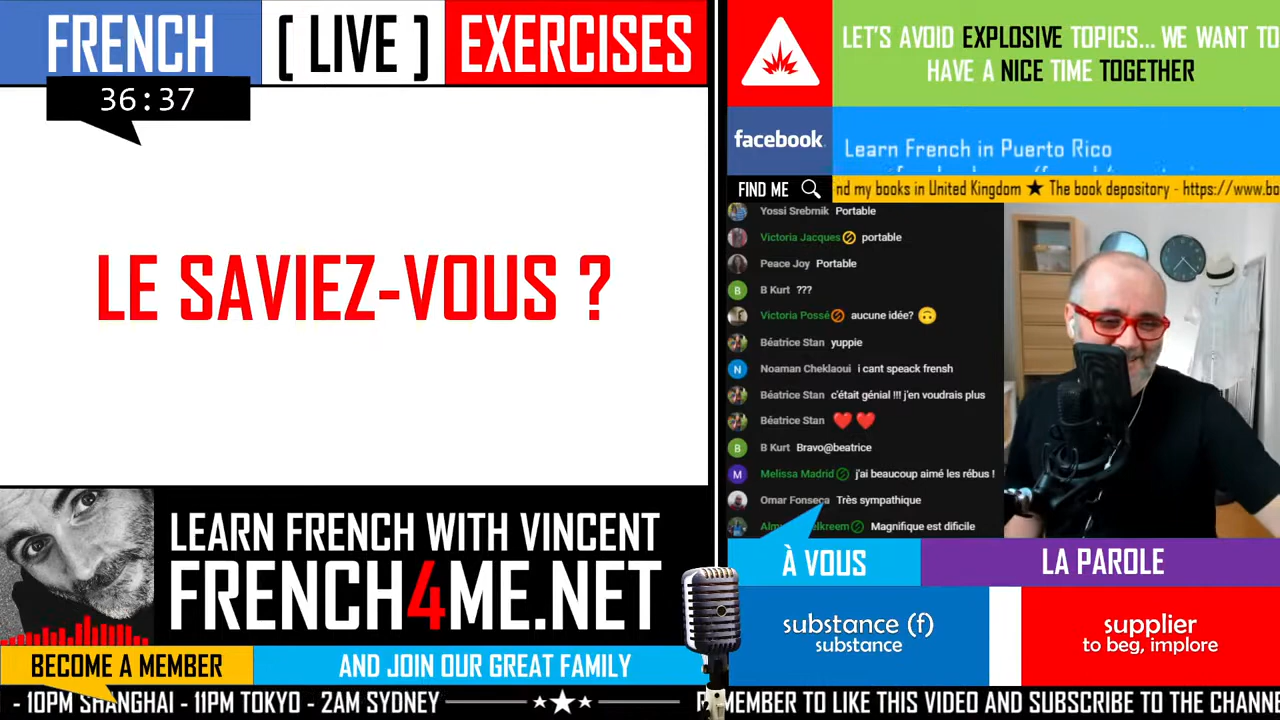 FRENCH
[ LIVE ]
EXERCISES
36:37
LE SAVIEZ-VOUS ?
LEARN FRENCH WITH VINCENT
FRENCH4ME.NET
BECOME A MEMBER
AND JOIN OUR GREAT FAMILY
LET'S AVOID EXPLOSIVE TOPICS... WE WANT TO
HAVE A NICE TIME TOGETHER
facebook
Learn French in Puerto Rico
FIND ME
nd my books in United Kingdom ★ The book depository - https://www.bo
Yossi Srebrnik Portable
Victoria Jacques portable
Peace Joy Portable
B Kurt ???
Victoria Possé aucune idée? 🙃
Béatrice Stan yuppie
Noaman Cheklaoui i cant speack frensh
Béatrice Stan c'était génial !!! j'en voudrais plus
Béatrice Stan ❤️❤️
B Kurt Bravo@beatrice
Melissa Madrid j'ai beaucoup aimé les rébus !
Omar Fonseca Très sympathique
Magnifique est dificile
À VOUS
LA PAROLE
substance (f)
substance
supplier
to beg, implore
- 10PM SHANGHAI - 11PM TOKYO - 2AM SYDNEY
MEMBER TO LIKE THIS VIDEO AND SUBSCRIBE TO THE CHANNE